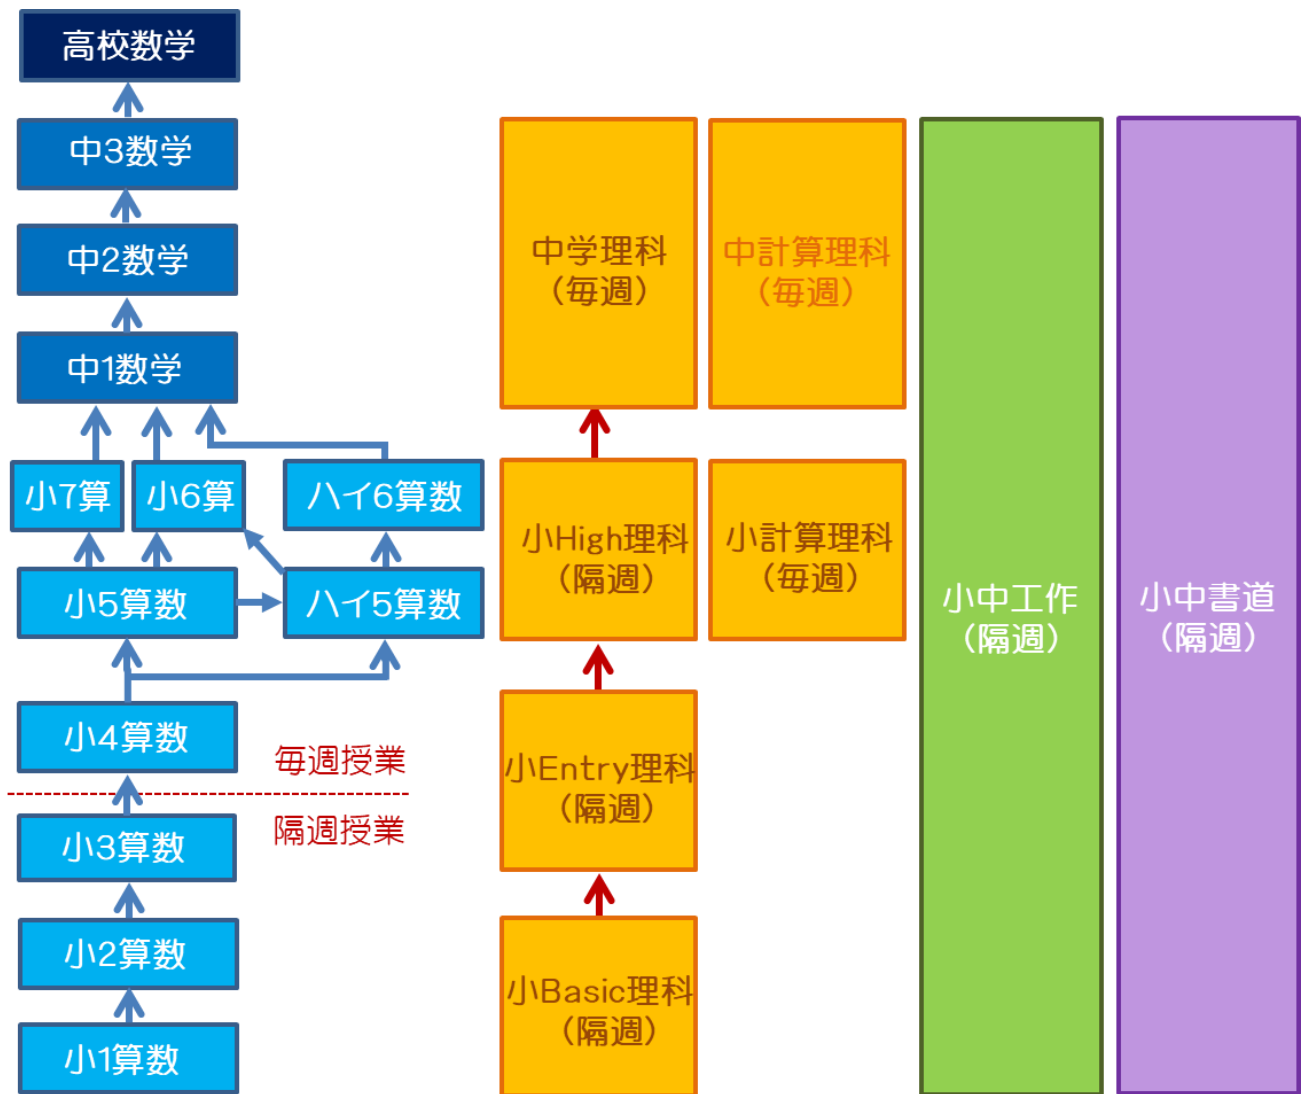 高校数学
中3数学
中2数学
中1数学
小7算
小6算
ハイ6算数
小5算数
ハイ5算数
小4算数
毎週授業
隔週授業
小3算数
小2算数
小1算数
中学理科
（毎週）
中計算理科
（毎週）
小High理科
（隔週）
小計算理科
（毎週）
小Entry理科
（隔週）
小Basic理科
（隔週）
小中工作
（隔週）
小中書道
（隔週）